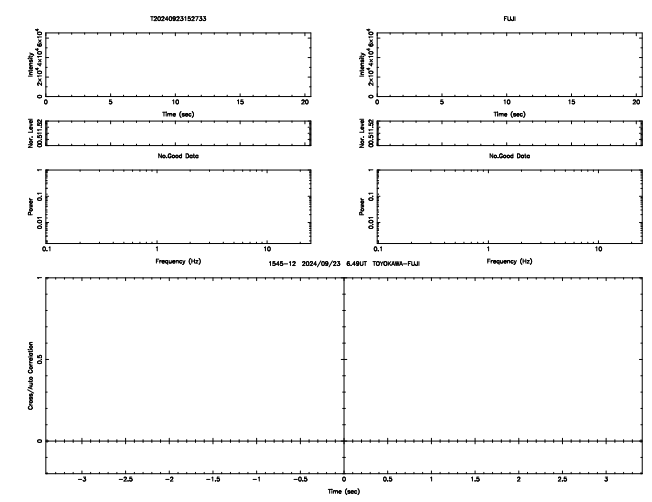 T20240923152733 FUJI
Intensity 0 2×10⁴ 4×10⁴ 6×10⁴ Intensity 0 2×10⁴ 4×10⁴ 6×10⁴
0 5 10 15 20 0 5 10 15 20
Time (sec) Time (sec)
Nor. Level 00.511.52 Nor. Level 00.511.52
No.Good Data No.Good Data
Power 0.01 0.1 1 Power 0.01 0.1 1
0.1 1 10 0.1 1 10
Frequency (Hz) Frequency (Hz)
1545-12 2024/09/23 6.49UT TOYOKAWA-FUJI
Cross/Auto Correlation 0 0.5 1
-3 -2.5 -2 -1.5 -1 -0.5 0 0.5 1 1.5 2 2.5 3
Time (sec)